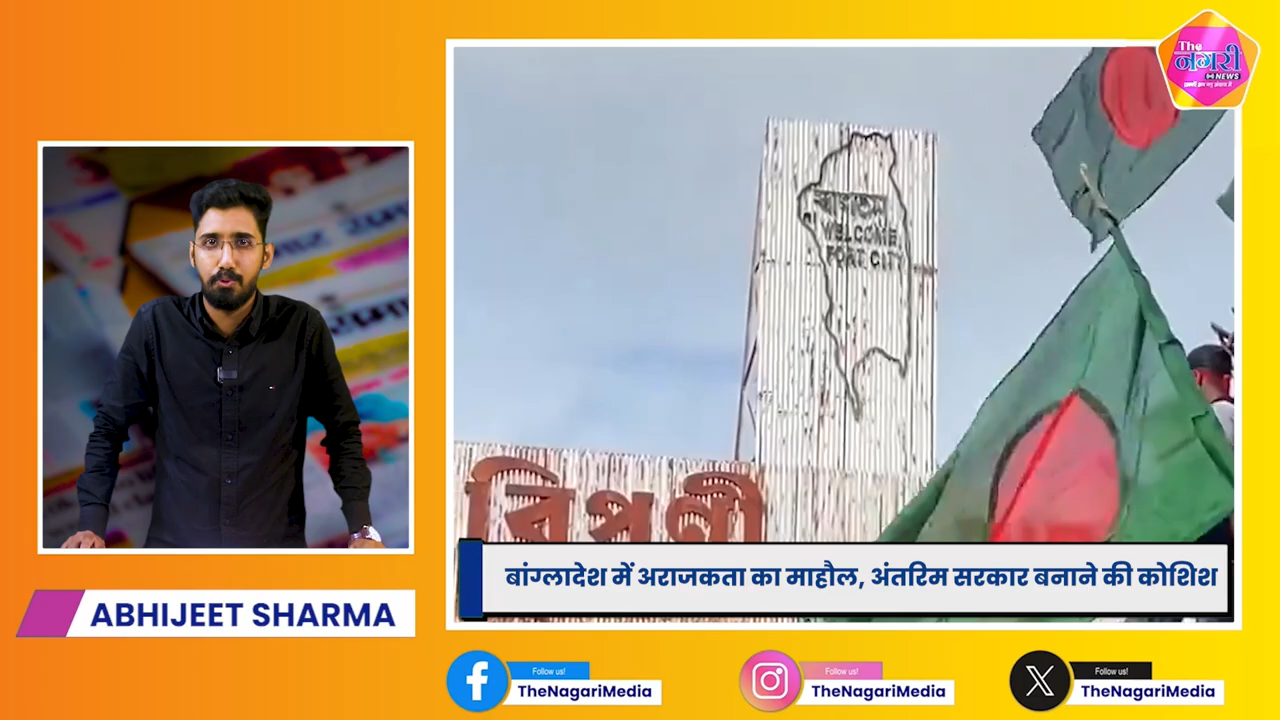 The
नगरी
NEWS
WELCOME
PORT CITY
বিপণী
बांग्लादेश में अराजकता का माहौल, अंतरिम सरकार बनाने की कोशिश
ABHIJEET SHARMA
Follow us!
TheNagariMedia
Follow us!
TheNagariMedia
Follow us!
TheNagariMedia